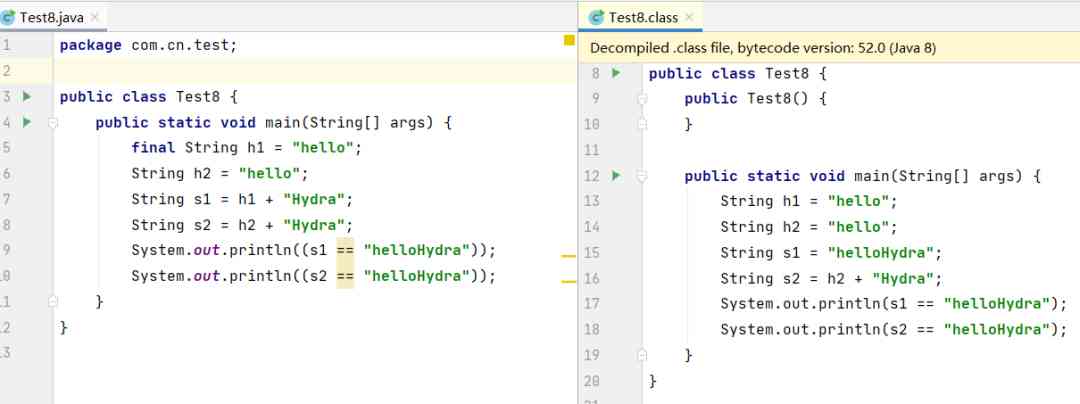 Test8.java
1 package com.cn.test;
2
3 public class Test8 {
4 public static void main(String[] args) {
5 final String h1 = "hello";
6 String h2 = "hello";
7 String s1 = h1 + "Hydra";
8 String s2 = h2 + "Hydra";
9 System.out.println((s1 == "helloHydra"));
10 System.out.println((s2 == "helloHydra"));
11 }
12 }
13
Test8.class
Decompiled .class file, bytecode version: 52.0 (Java 8)
8 public class Test8 {
9 public Test8() {
10 }
11
12 public static void main(String[] args) {
13 String h1 = "hello";
14 String h2 = "hello";
15 String s1 = "helloHydra";
16 String s2 = h2 + "Hydra";
17 System.out.println(s1 == "helloHydra");
18 System.out.println(s2 == "helloHydra");
19 }
20 }